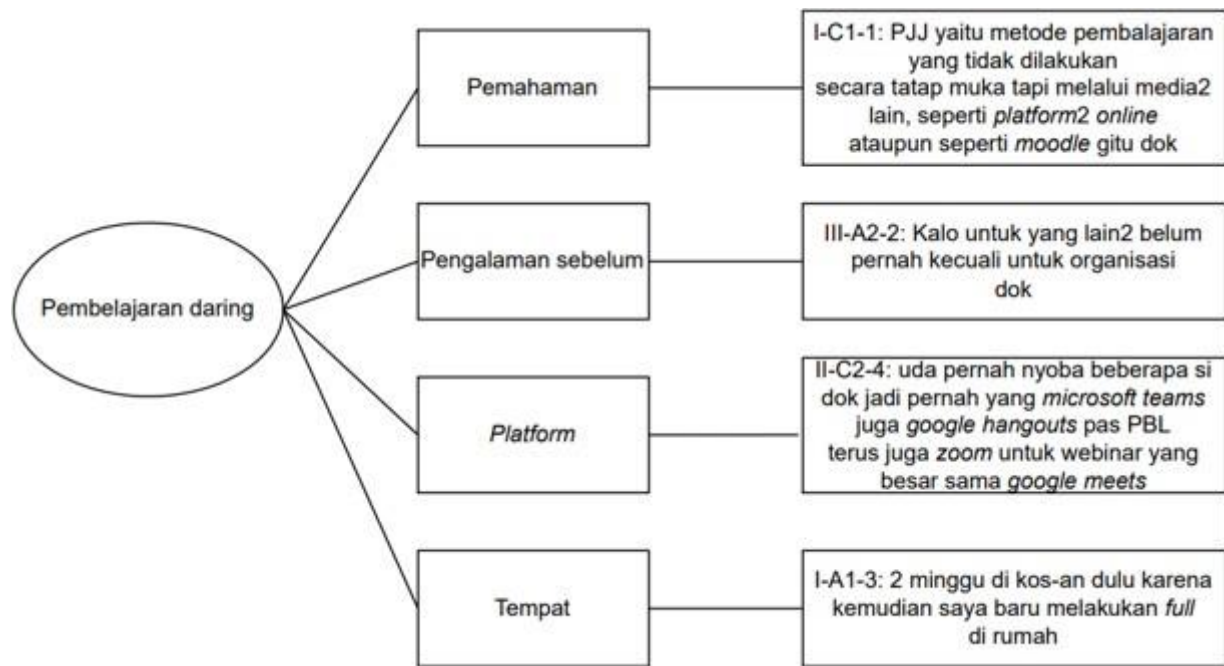 I-C1-1: PJJ yaitu metode pembalajaran
yang tidak dilakukan
secara tatap muka tapi melalui media2
lain, seperti platform2 online
ataupun seperti moodle gitu dok
Pemahaman
III-A2-2: Kalo untuk yang lain2 belum
pernah kecuali untuk organisasi
dok
Pengalaman sebelum
Pembelajaran daring
II-C2-4: uda pernah nyoba beberapa si
dok jadi pernah yang microsoft teams
juga google hangouts pas PBL
terus juga zoom untuk webinar yang
besar sama google meets
Platform
I-A1-3: 2 minggu di kos-an dulu karena
kemudian saya baru melakukan full
di rumah
Tempat